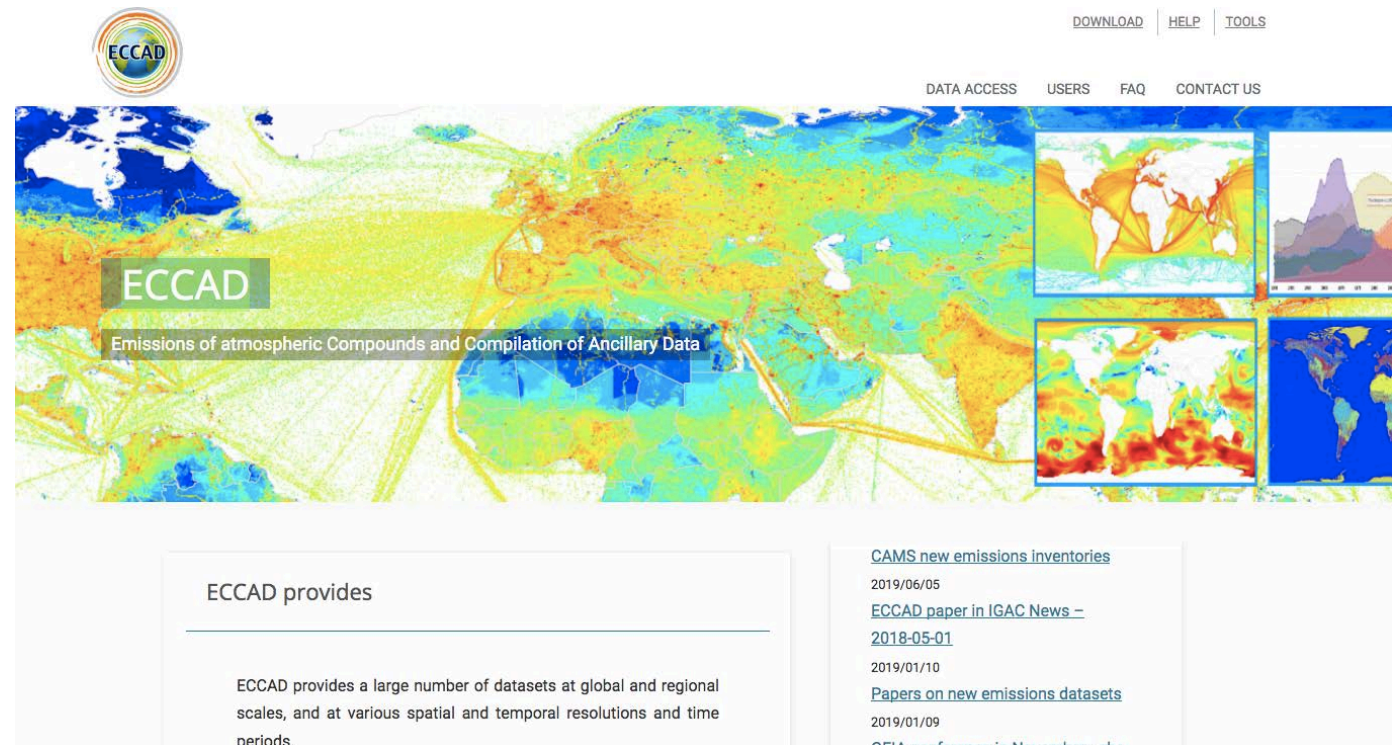 ECCAD
DOWNLOAD HELP TOOLS
DATA ACCESS USERS FAQ CONTACT US
ECCAD
Emissions of atmospheric Compounds and Compilation of Ancillary Data
ECCAD provides
ECCAD provides a large number of datasets at global and regional
scales, and at various spatial and temporal resolutions and time
periods
CAMS new emissions inventories
2019/06/05
ECCAD paper in IGAC News –
2018-05-01
2019/01/10
Papers on new emissions datasets
2019/01/09